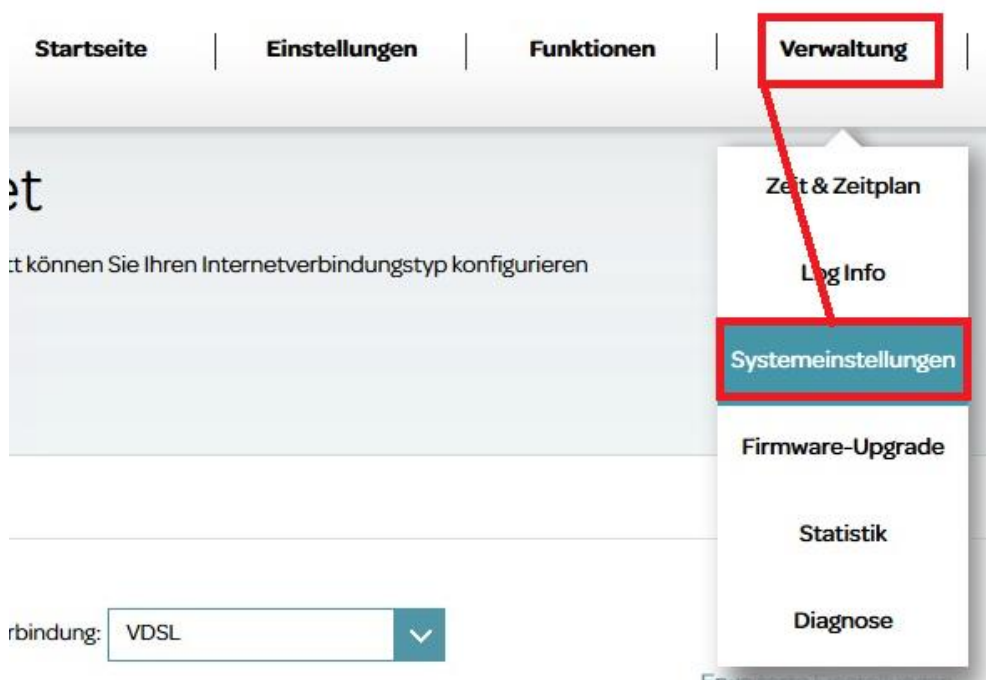 Startseite
Einstellungen
Funktionen
Verwaltung
et
tt können Sie Ihren Internetverbindungstyp konfigurieren
Zeit & Zeitplan
Log Info
Systemeinstellungen
Firmware-Upgrade
Statistik
Diagnose
rbindung:
VDSL